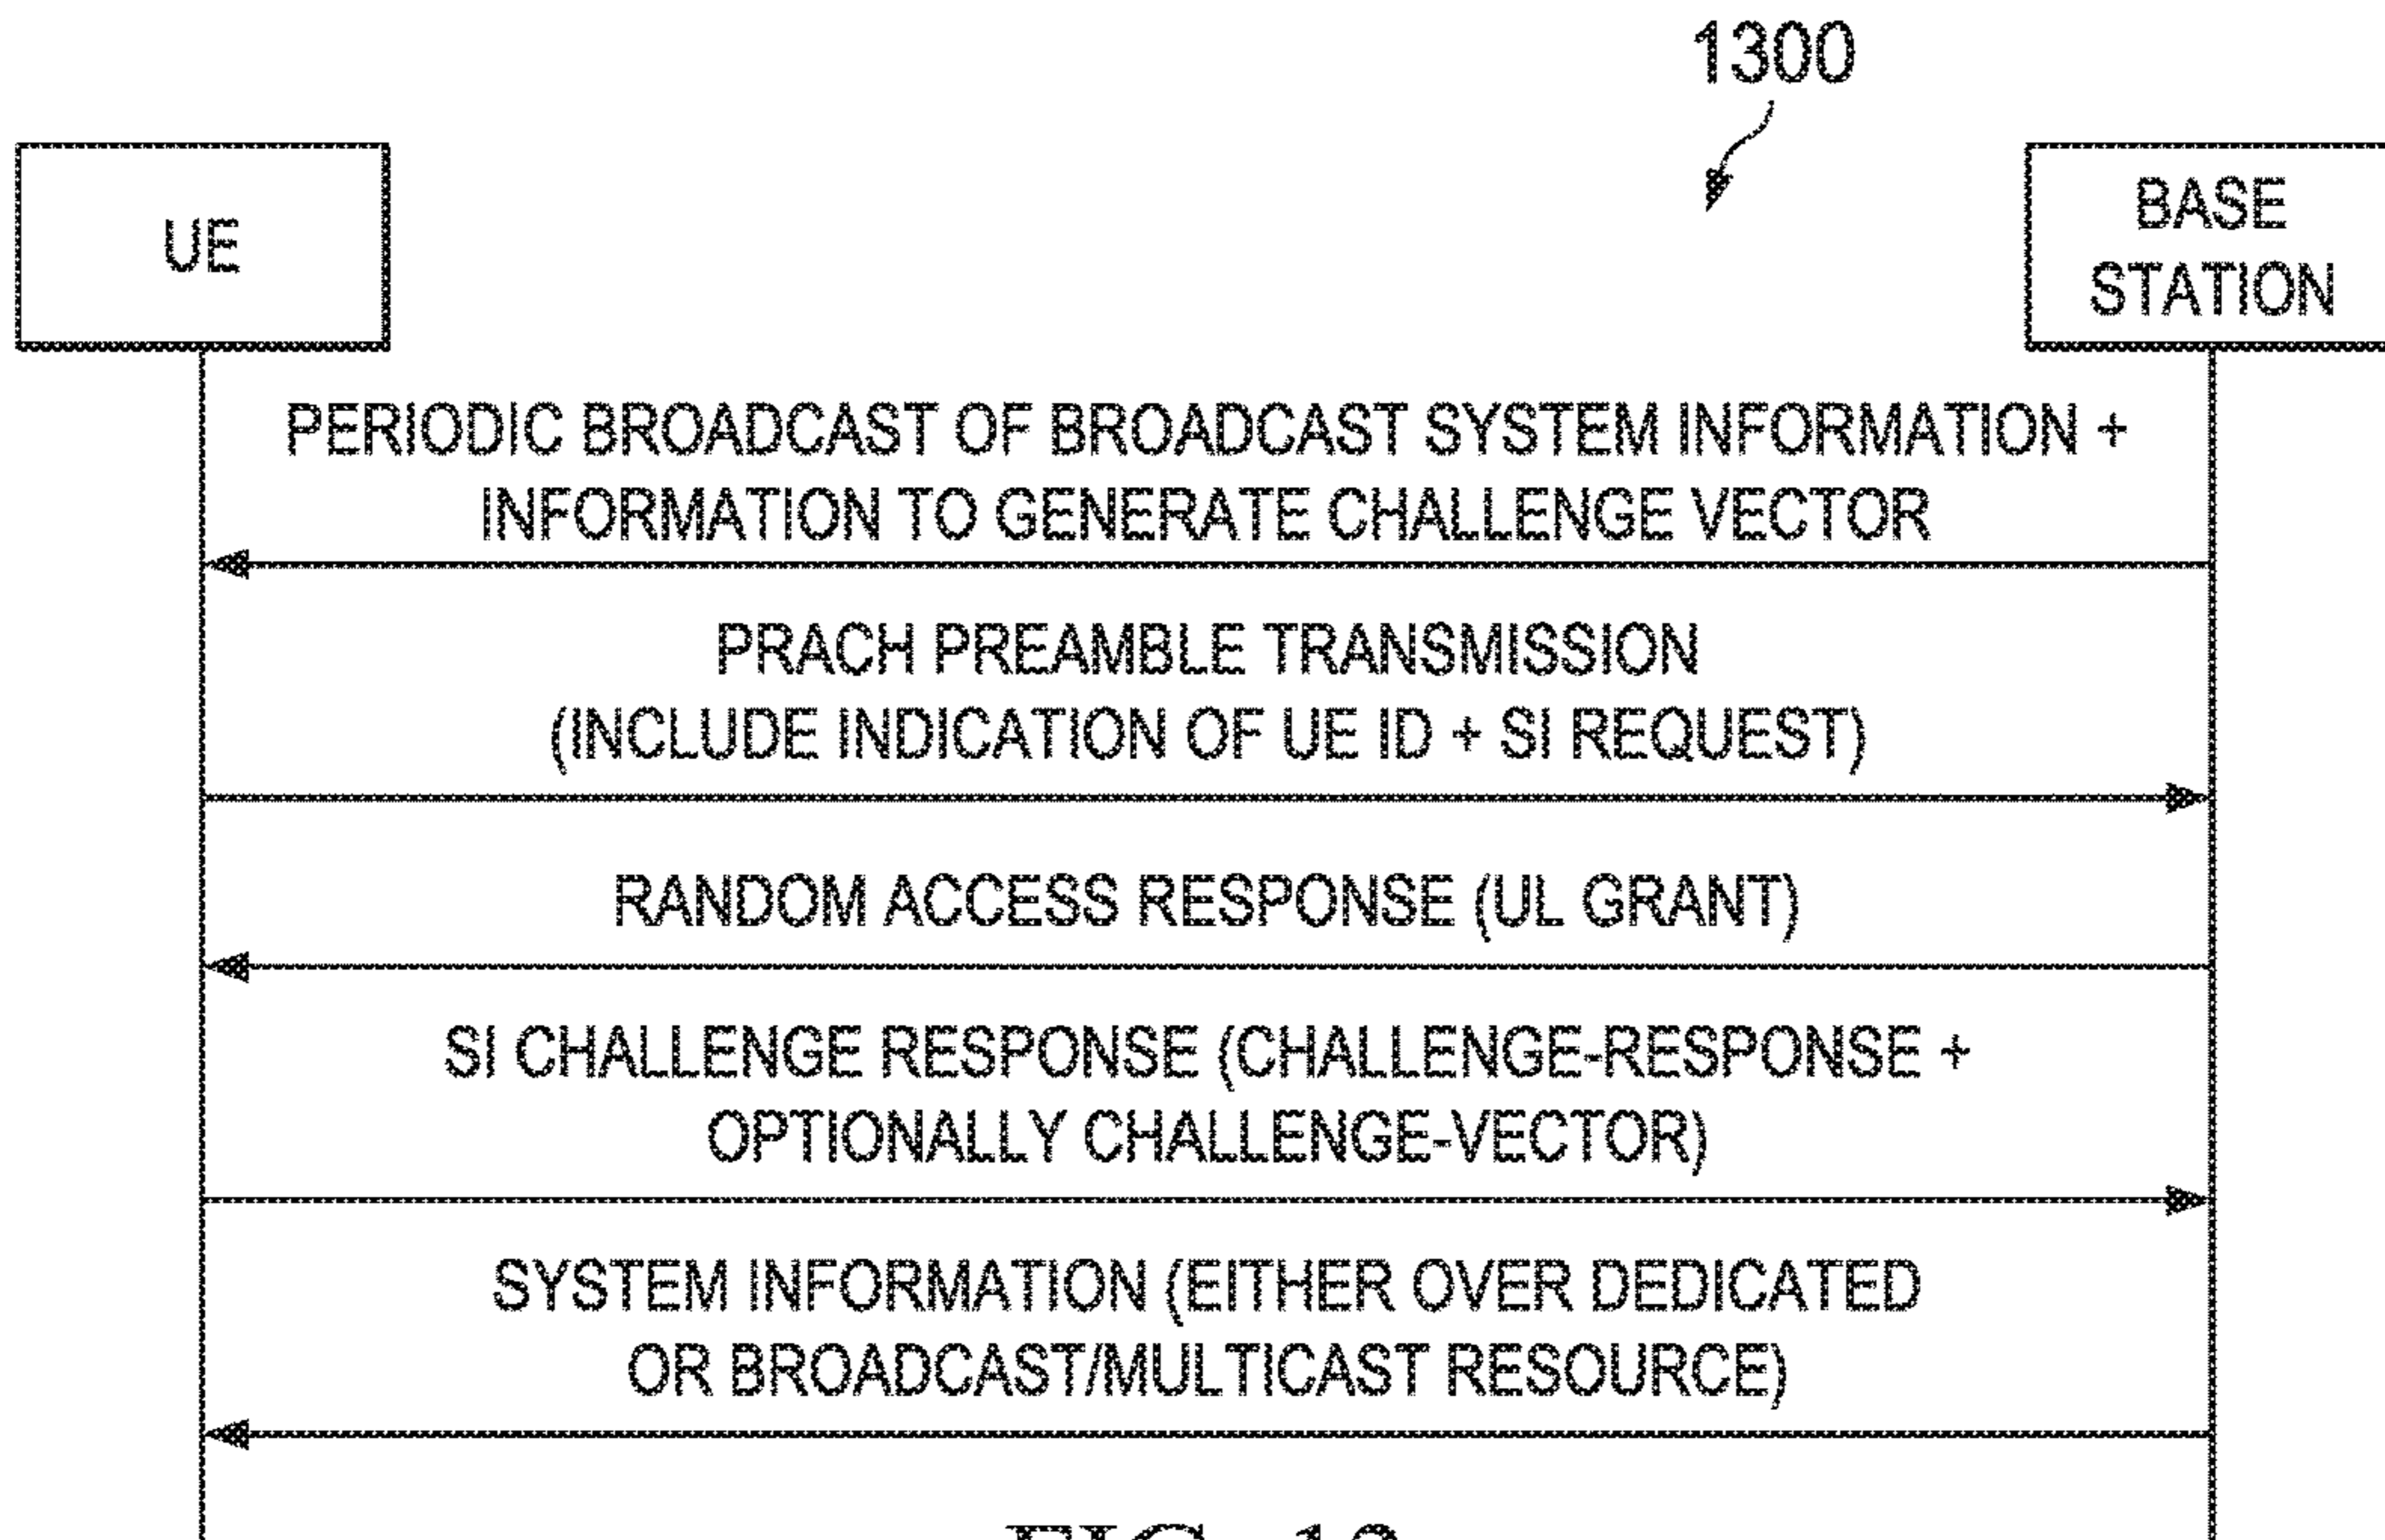 1300
UE
BASE
STATION
PERIODIC BROADCAST OF BROADCAST SYSTEM INFORMATION +
INFORMATION TO GENERATE CHALLENGE VECTOR
PRACH PREAMBLE TRANSMISSION
(INCLUDE INDICATION OF UE ID + SI REQUEST)
RANDOM ACCESS RESPONSE (UL GRANT)
SI CHALLENGE RESPONSE (CHALLENGE-RESPONSE +
OPTIONALLY CHALLENGE-VECTOR)
SYSTEM INFORMATION (EITHER OVER DEDICATED
OR BROADCAST/MULTICAST RESOURCE)
FIG. 13